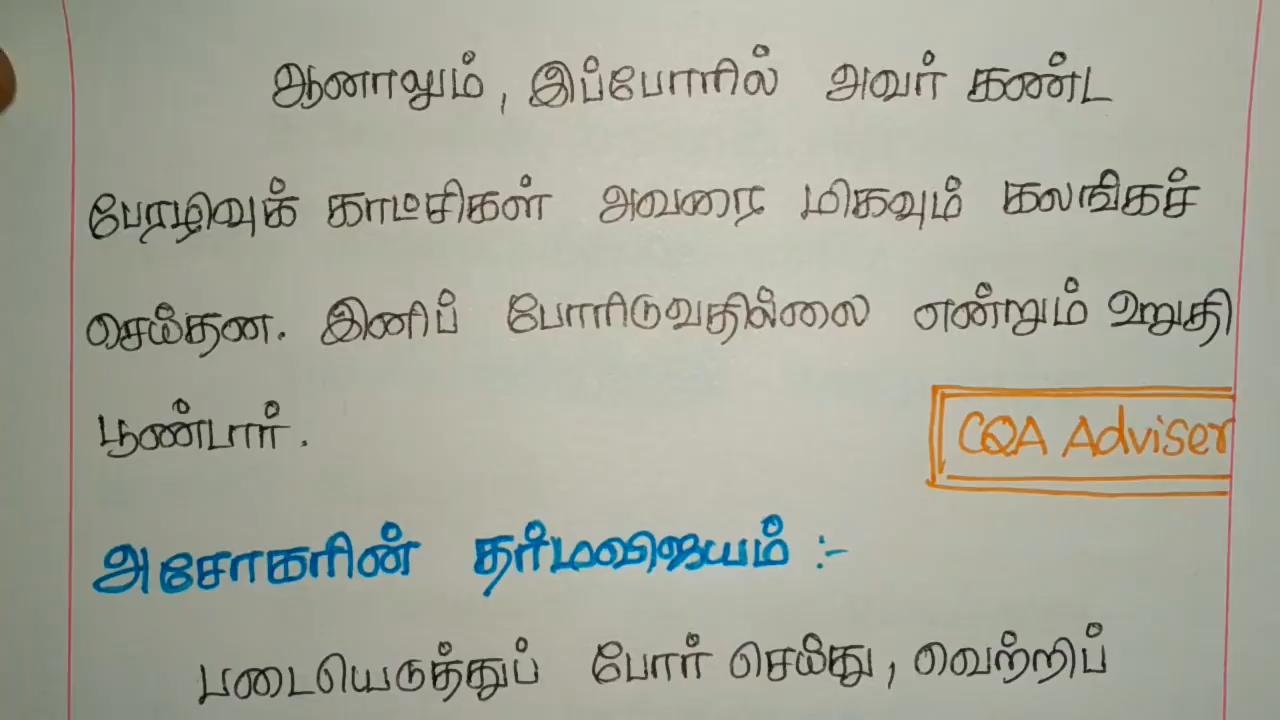 ஆனாலும், இப்போரில் அவர் கண்ட
பேரழிவுக் காட்சிகள் அவரை மிகவும் கலங்கச்
செய்தன. இனிப் போரிடுவதில்லை என்றும் உறுதி
பூண்டார்.
CQA Adviser
அசோகரின் தர்மவிஜயம் :-
படையெடுத்துப் போர் செய்து, வெற்றிப்